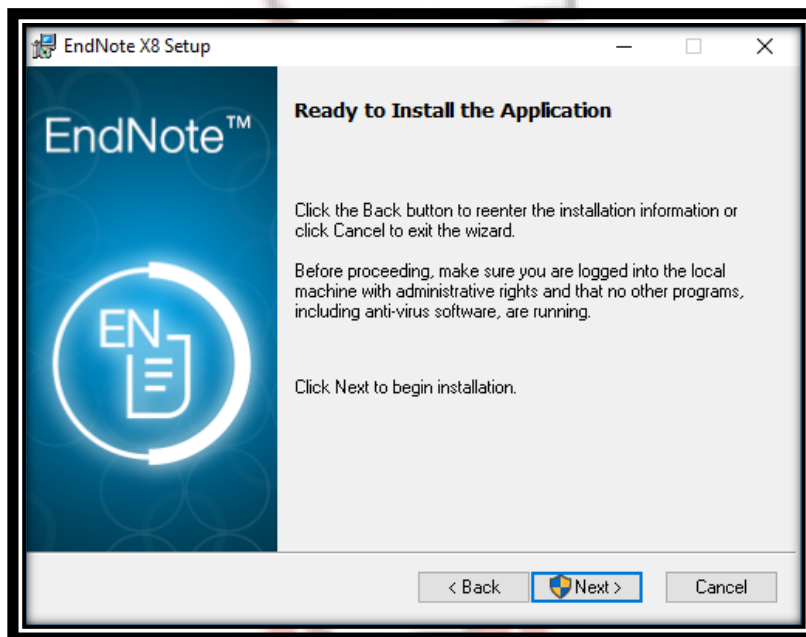 EndNote X8 Setup
EndNote™
EN
Ready to Install the Application
Click the Back button to reenter the installation information or
click Cancel to exit the wizard.
Before proceeding, make sure you are logged into the local
machine with administrative rights and that no other programs,
including anti-virus software, are running.
Click Next to begin installation.
< Back
Next >
Cancel